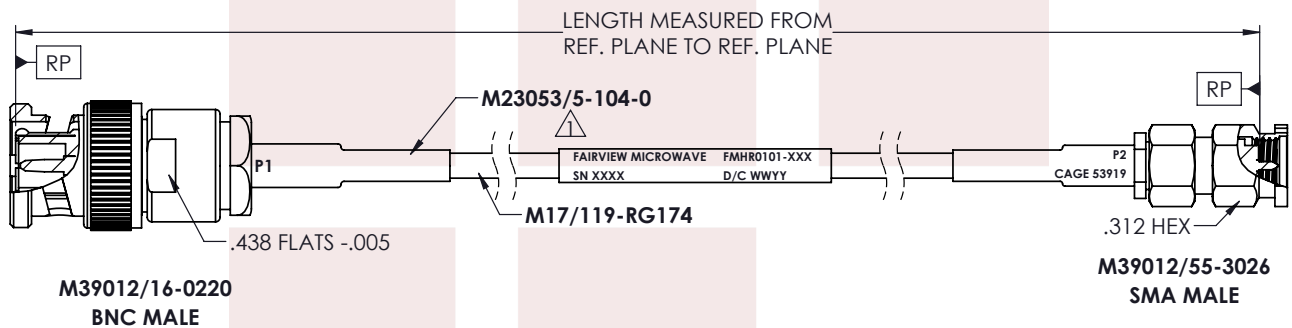 LENGTH MEASURED FROM
REF. PLANE TO REF. PLANE
RP
RP
M23053/5-104-0
1
P1
FAIRVIEW MICROWAVE FMHR0101-XXX
SN XXXX D/C WWYY
P2
CAGE 53919
M17/119-RG174
.438 FLATS -.005
.312 HEX
M39012/16-0220
BNC MALE
M39012/55-3026
SMA MALE